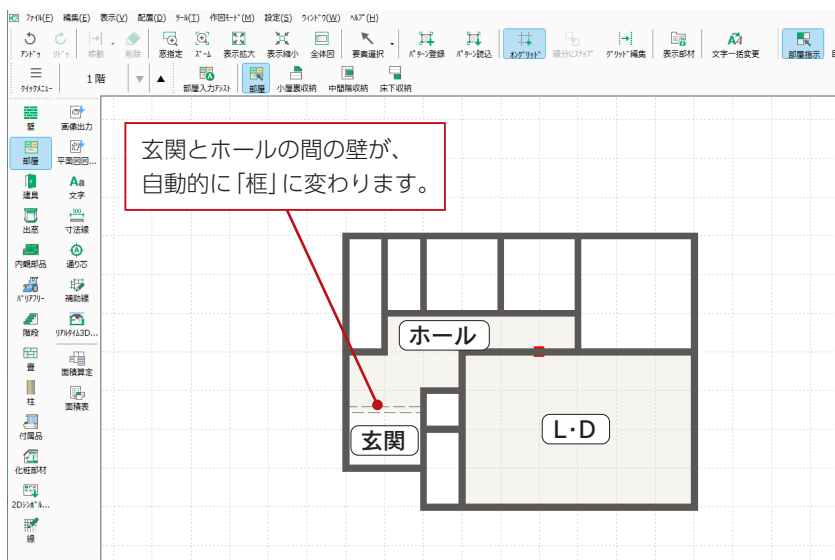 ファイル(F) 編集(E) 表示(V) 配置(D) ツール(T) 作図モード(M) 設定(S) ウィンドウ(W) ヘルプ(H)
アンドゥ リドゥ 移動 削除 窓指定 ズーム 表示拡大 表示縮小 全体図 要素選択 パターン登録 パターン読込 オングリッド 線分にスナップ グリッド編集 表示部材 文字一括変更 部屋指示
クイックメニュー 1階 部屋入力アシスト 部屋 小屋裏収納 中間階収納 床下収納
壁 画像出力
部屋 平面図図...
建具 文字
出窓 寸法線
内観部品 通り芯
バリアフリー 補助線
階段 リアルタイム3D...
畳 面積算定
柱 面積表
付属品
化粧部材
2Dシンボル...
線
玄関とホールの間の壁が、
自動的に「框」に変わります。
ホール
玄関
L・D